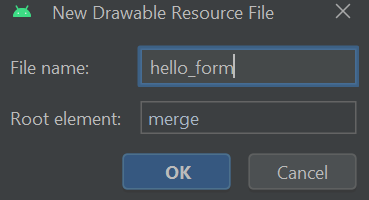 New Drawable Resource File
File name: hello_form
Root element: merge
OK Cancel